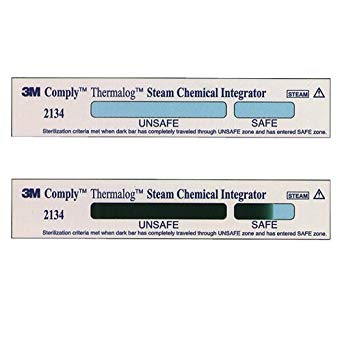 3M Comply™ Thermalog™ Steam Chemical Integrator STEAM
2134
UNSAFE SAFE
Sterilization criteria met when dark bar has completely traveled through UNSAFE zone and has entered SAFE zone.
3M Comply™ Thermalog™ Steam Chemical Integrator STEAM
2134
UNSAFE SAFE
Sterilization criteria met when dark bar has completely traveled through UNSAFE zone and has entered SAFE zone.